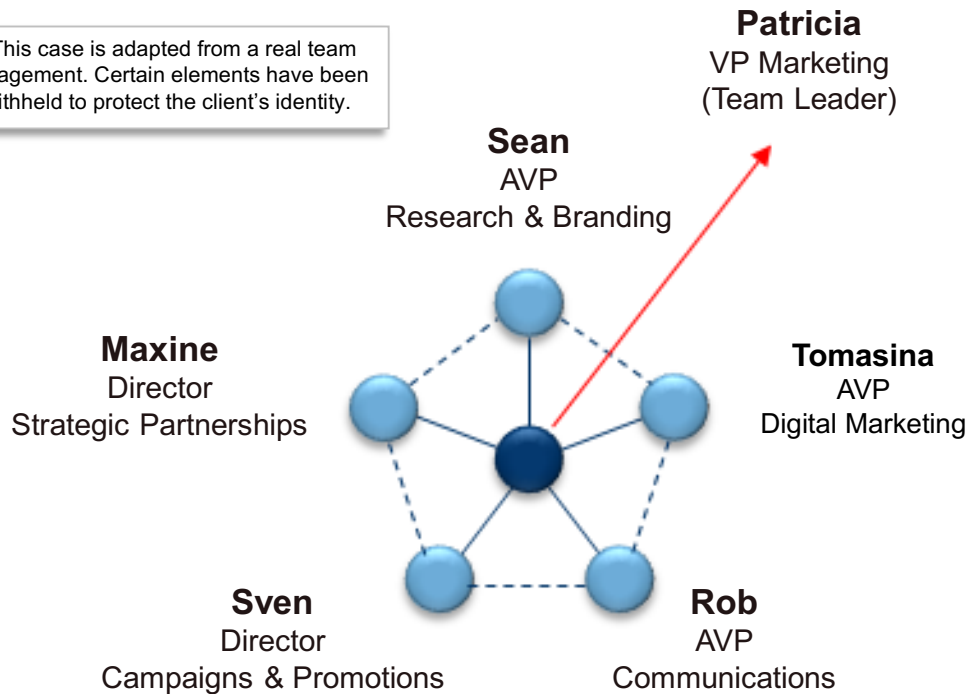 This case is adapted from a real team
agement. Certain elements have been
ithheld to protect the client's identity.
Patricia
VP Marketing
(Team Leader)
Sean
AVP
Research & Branding
Maxine
Director
Strategic Partnerships
Tomasina
AVP
Digital Marketing
Sven
Director
Campaigns & Promotions
Rob
AVP
Communications